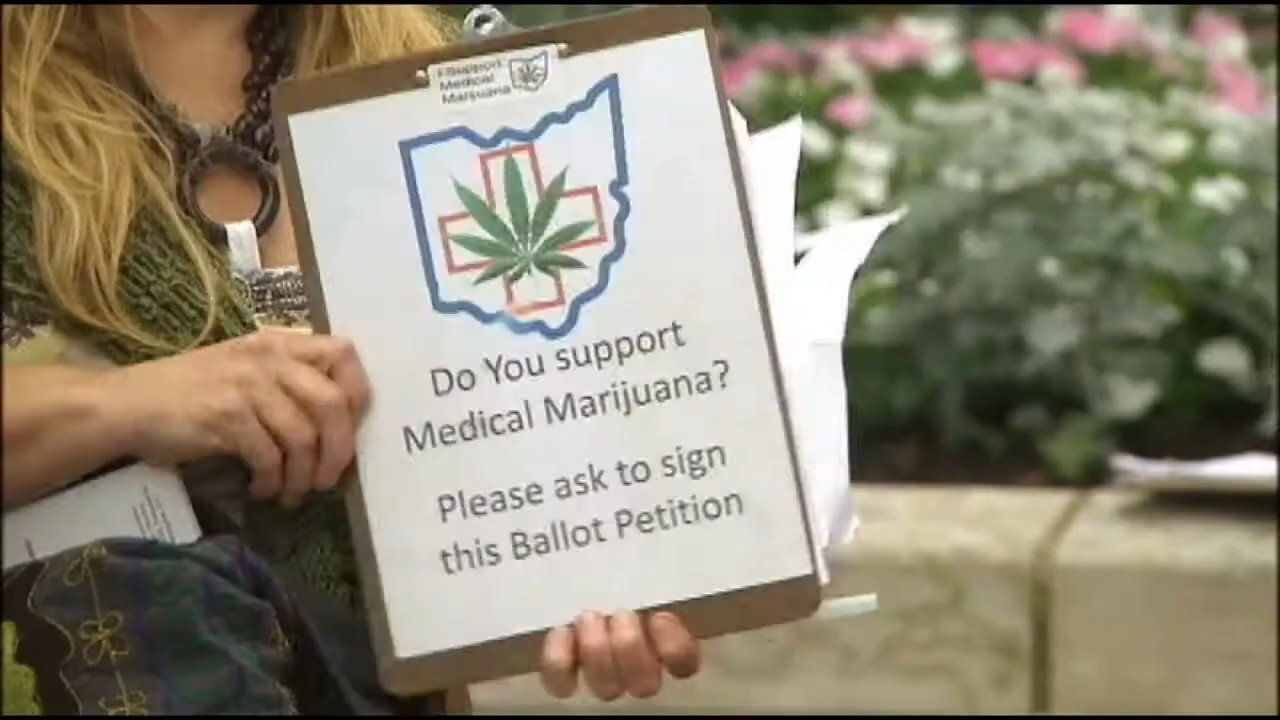 I Support
Medical
Marijuana
Do You support
Medical Marijuana?
Please ask to sign
this Ballot Petition